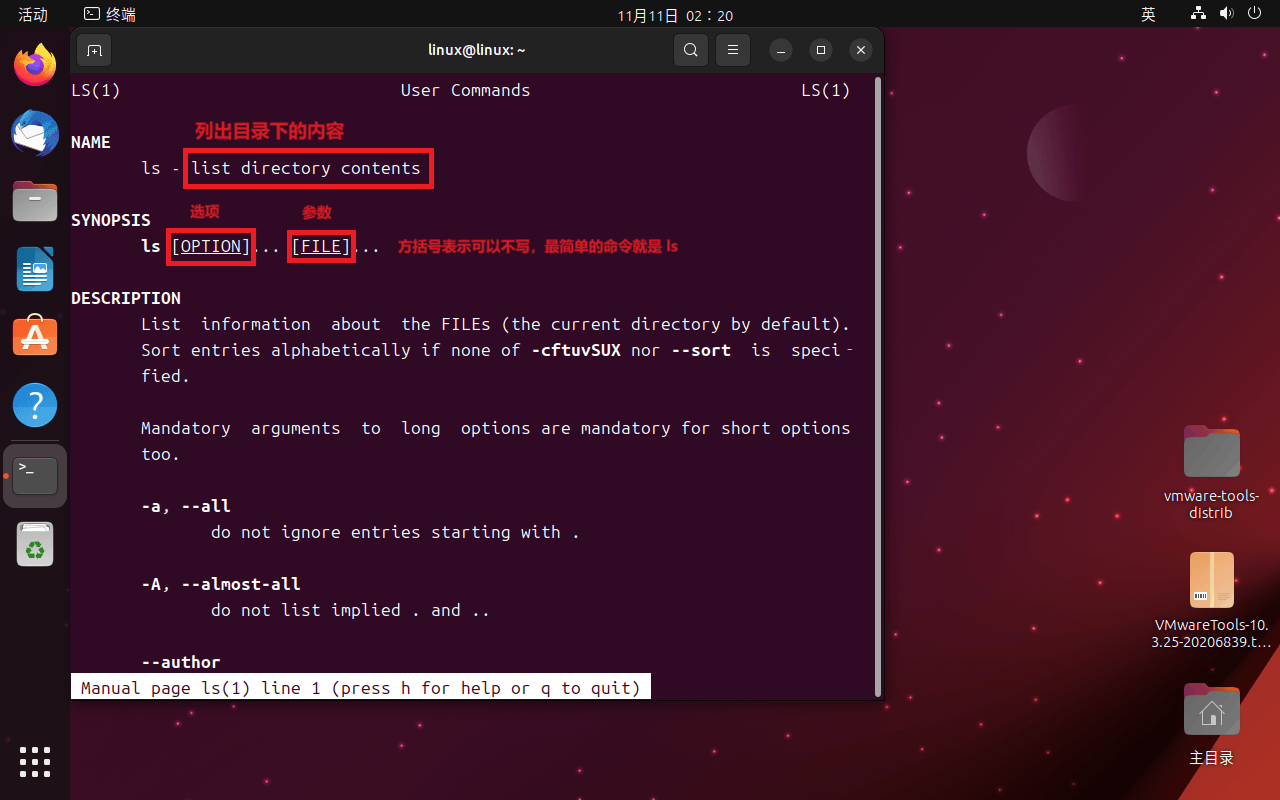 活动 终端 11月11日 02：20 英
linux@linux: ~
LS(1) User Commands LS(1)
列出目录下的内容
NAME
ls - list directory contents
选项 参数
SYNOPSIS
ls [OPTION]... [FILE]... 方括号表示可以不写，最简单的命令就是 ls
DESCRIPTION
List information about the FILEs (the current directory by default).
Sort entries alphabetically if none of -cftuvSUX nor --sort is speci‐
fied.
Mandatory arguments to long options are mandatory for short options
too.
-a, --all
do not ignore entries starting with .
-A, --almost-all
do not list implied . and ..
--author
Manual page ls(1) line 1 (press h for help or q to quit)
vmware-tools-
distrib
VMwareTools-10.
3.25-20206839.t…
主目录